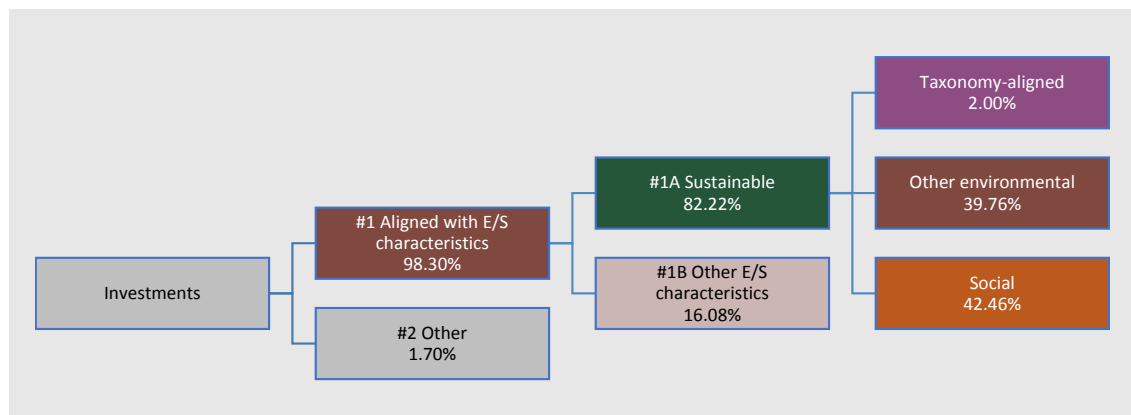 Investments
#1 Aligned with E/S
characteristics
98.30%
#2 Other
1.70%
#1A Sustainable
82.22%
#1B Other E/S
characteristics
16.08%
Taxonomy-aligned
2.00%
Other environmental
39.76%
Social
42.46%